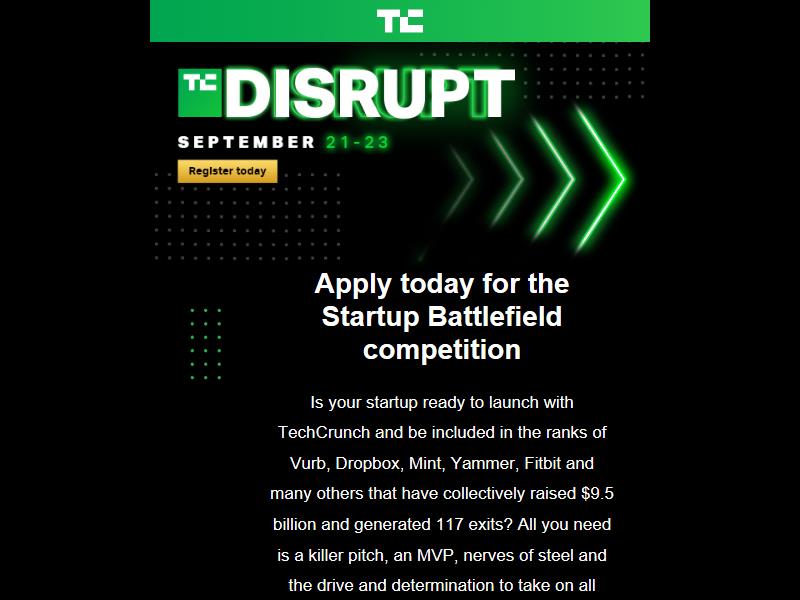 TC
TC DISRUPT
SEPTEMBER 21-23
Register today
Apply today for the
Startup Battlefield
competition
Is your startup ready to launch with
TechCrunch and be included in the ranks of
Vurb, Dropbox, Mint, Yammer, Fitbit and
many others that have collectively raised $9.5
billion and generated 117 exits? All you need
is a killer pitch, an MVP, nerves of steel and
the drive and determination to take on all